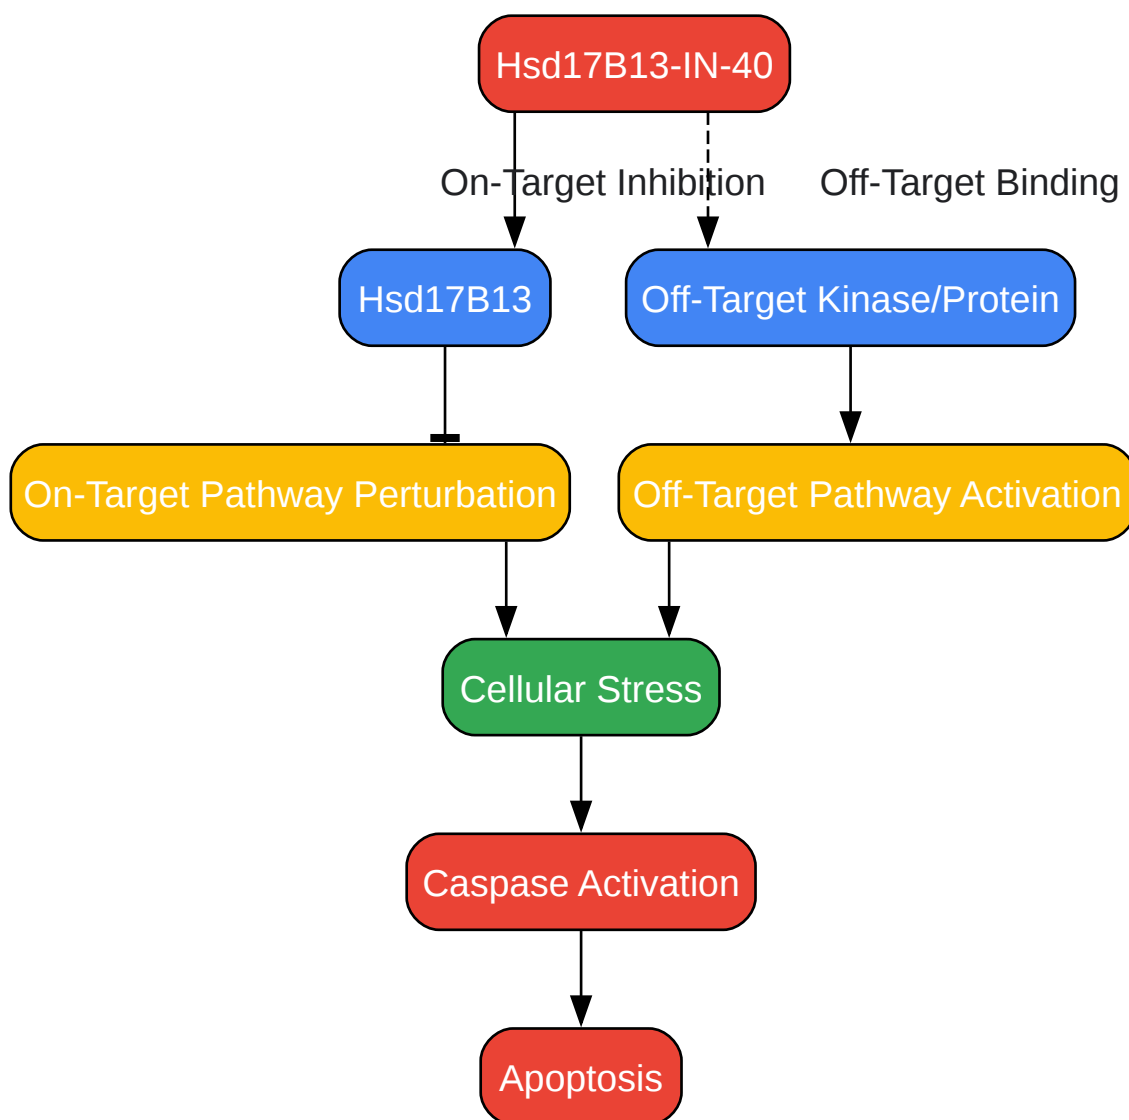 Hsd17B13-IN-40
On-Target Inhibition
Off-Target Binding
Hsd17B13
Off-Target Kinase/Protein
On-Target Pathway Perturbation
Off-Target Pathway Activation
Cellular Stress
Caspase Activation
Apoptosis